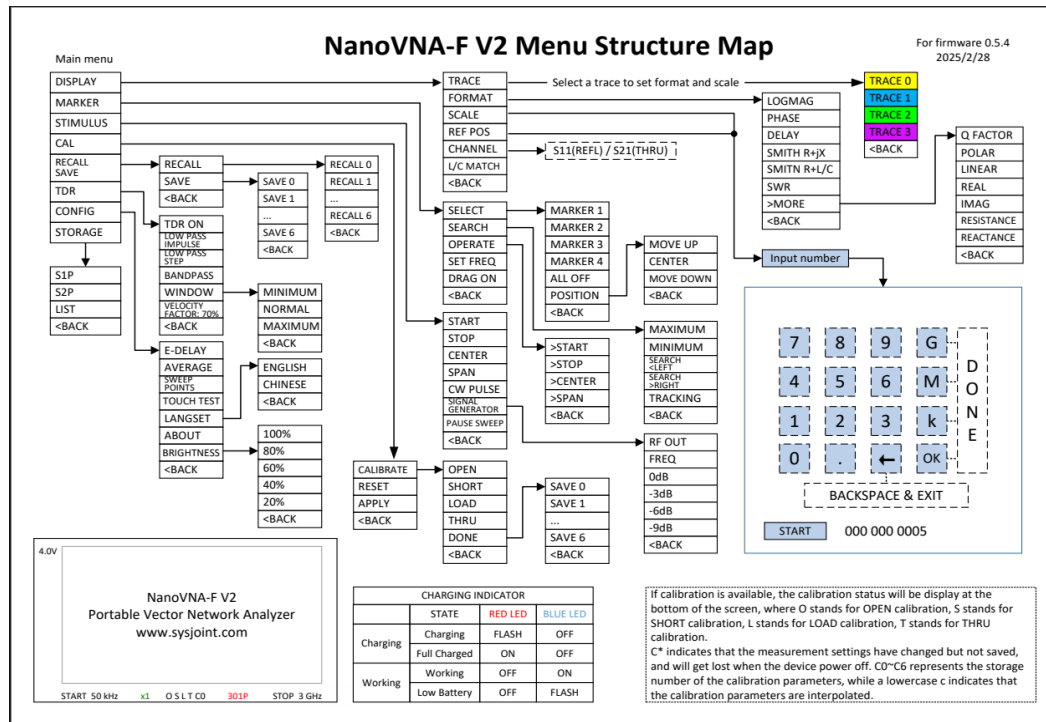 NanoVNA-F V2 Menu Structure Map
For firmware 0.5.4
2025/2/28
Main menu
DISPLAY
MARKER
STIMULUS
CAL
RECALL
SAVE
TDR
CONFIG
STORAGE
S1P
S2P
LIST
<BACK
RECALL
SAVE
<BACK
RECALL 0
RECALL 1
...
RECALL 6
<BACK
SAVE 0
SAVE 1
...
SAVE 6
<BACK
TDR ON
LOW PASS
IMPULSE
LOW PASS
STEP
BANDPASS
WINDOW
VELOCITY
FACTOR: 70%
<BACK
MINIMUM
NORMAL
MAXIMUM
<BACK
E-DELAY
AVERAGE
SWEEP
POINTS
TOUCH TEST
LANGSET
ABOUT
BRIGHTNESS
<BACK
ENGLISH
CHINESE
<BACK
100%
80%
60%
40%
20%
<BACK
TRACE
FORMAT
SCALE
REF POS
CHANNEL
L/C MATCH
<BACK
Select a trace to set format and scale
TRACE 0
TRACE 1
TRACE 2
TRACE 3
<BACK
S11(REFL) / S21(THRU)
LOGMAG
PHASE
DELAY
SMITH R+jX
SMITN R+L/C
SWR
>MORE
<BACK
Q FACTOR
POLAR
LINEAR
REAL
IMAG
RESISTANCE
REACTANCE
<BACK
SELECT
SEARCH
OPERATE
SET FREQ
DRAG ON
<BACK
MARKER 1
MARKER 2
MARKER 3
MARKER 4
ALL OFF
POSITION
<BACK
MOVE UP
CENTER
MOVE DOWN
<BACK
START
STOP
CENTER
SPAN
CW PULSE
SIGNAL
GENERATOR
PAUSE SWEEP
<BACK
>START
>STOP
>CENTER
>SPAN
<BACK
MAXIMUM
MINIMUM
SEARCH
<LEFT
SEARCH
>RIGHT
TRACKING
<BACK
RF OUT
FREQ
0dB
-3dB
-6dB
-9dB
<BACK
CALIBRATE
RESET
APPLY
<BACK
OPEN
SHORT
LOAD
THRU
DONE
<BACK
SAVE 0
SAVE 1
...
SAVE 6
<BACK
Input number
7 8 9 G
4 5 6 M
1 2 3 k
0 . ← OK
D
O
N
E
BACKSPACE & EXIT
START 000 000 0005
4.0V
NanoVNA-F V2
Portable Vector Network Analyzer
www.sysjoint.com
START 50 kHz x1 O S L T C0 301P STOP 3 GHz
CHARGING INDICATOR
STATE RED LED BLUE LED
Charging Charging FLASH OFF
Full Charged ON OFF
Working Working OFF ON
Low Battery OFF FLASH
If calibration is available, the calibration status will be display at the
bottom of the screen, where O stands for OPEN calibration, S stands for
SHORT calibration, L stands for LOAD calibration, T stands for THRU
calibration.
C* indicates that the measurement settings have changed but not saved,
and will get lost when the device power off. C0~C6 represents the storage
number of the calibration parameters, while a lowercase c indicates that
the calibration parameters are interpolated.